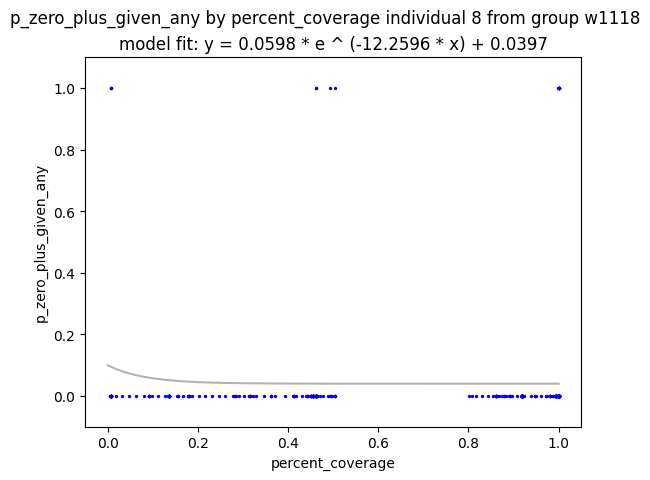 p_zero_plus_given_any by percent_coverage individual 8 from group w1118
model fit: y = 0.0598 * e ^ (-12.2596 * x) + 0.0397
1.0
0.8
0.6
0.4
0.2
0.0
p_zero_plus_given_any
0.0 0.2 0.4 0.6 0.8 1.0
percent_coverage